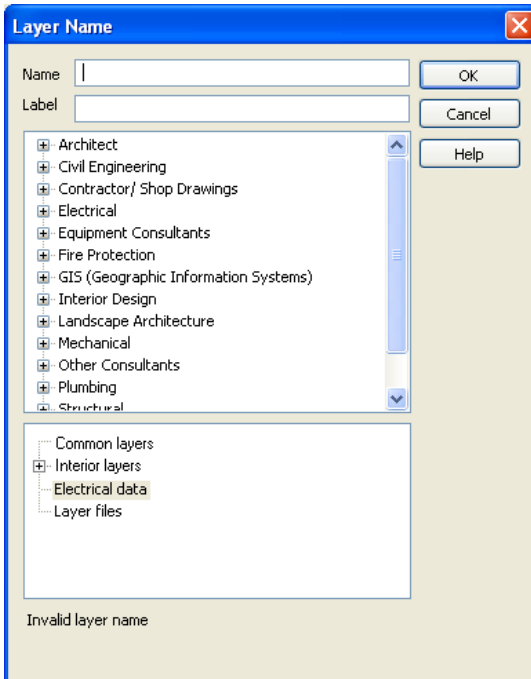 Layer Name
Name
OK
Label
Cancel
Help
Architect
Civil Engineering
Contractor/ Shop Drawings
Electrical
Equipment Consultants
Fire Protection
GIS (Geographic Information Systems)
Interior Design
Landscape Architecture
Mechanical
Other Consultants
Plumbing
Structural
Common layers
Interior layers
Electrical data
Layer files
Invalid layer name